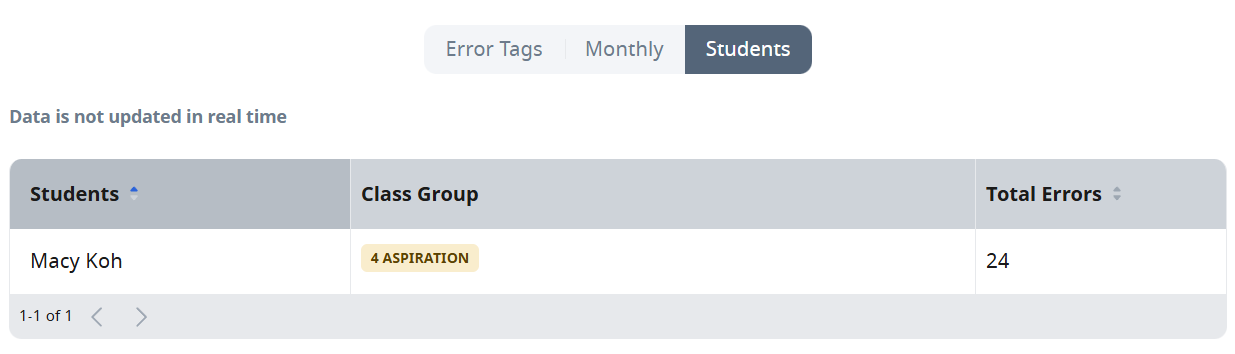 Error Tags Monthly Students
Data is not updated in real time
Students Class Group Total Errors
Macy Koh 4 ASPIRATION 24
1-1 of 1